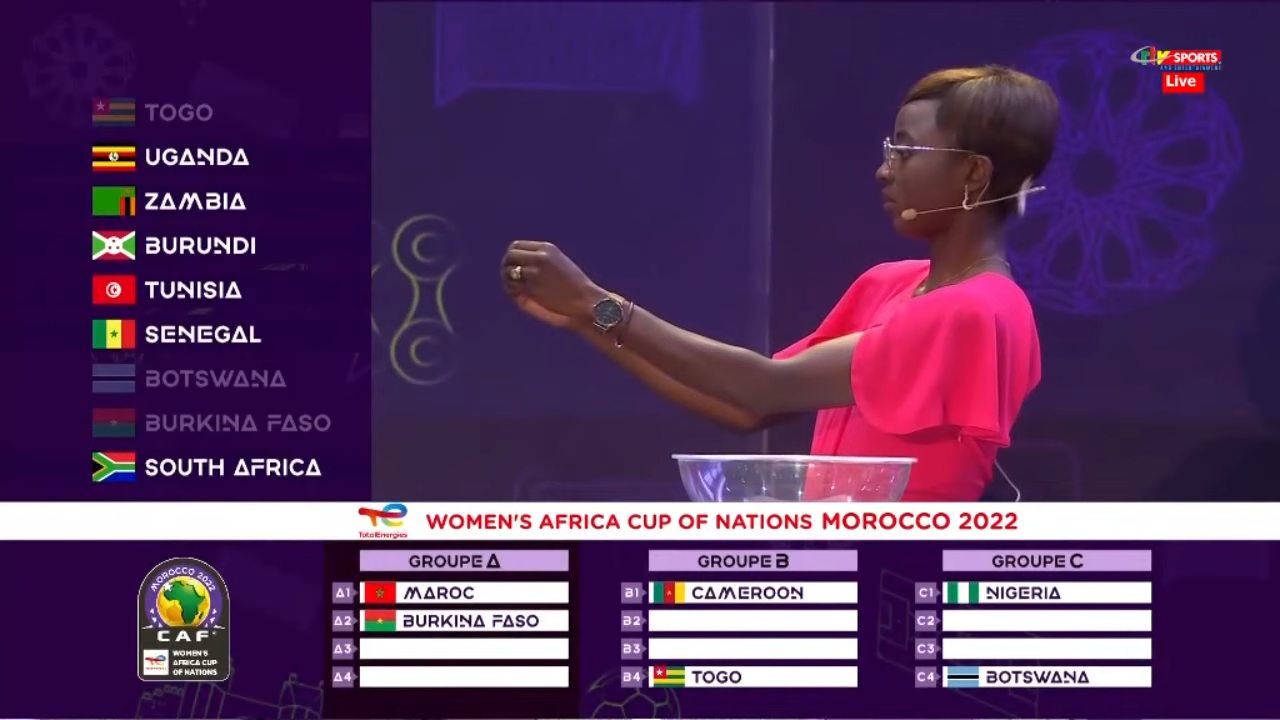 SPORTS
Live
TOGO
UGANDA
ZAMBIA
BURUNDI
TUNISIA
SENEGAL
BOTSWANA
BURKINA FASO
SOUTH AFRICA
TotalEnergies
WOMEN'S AFRICA CUP OF NATIONS MOROCCO 2022
MOROCCO 2022
CAF
WOMEN'S
AFRICA CUP
OF NATIONS
GROUPE A
A1 MAROC
A2 BURKINA FASO
A3
A4
GROUPE B
B1 CAMEROON
B2
B3
B4 TOGO
GROUPE C
C1 NIGERIA
C2
C3
C4 BOTSWANA